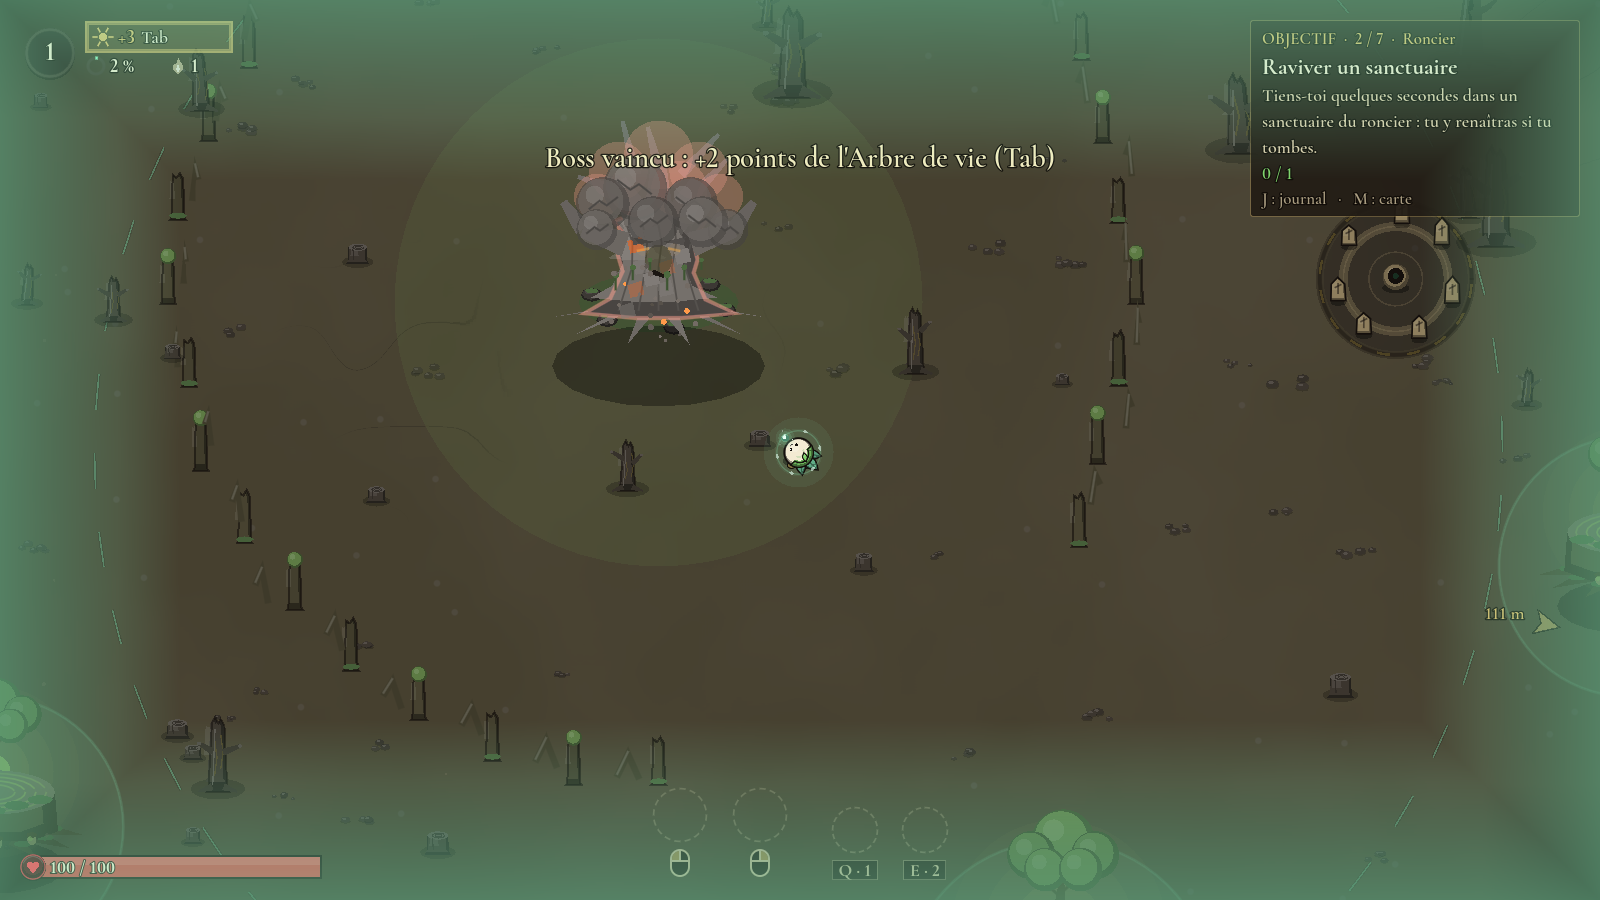 1
+3 Tab
2 %
1
OBJECTIF · 2 / 7 · Roncier
Raviver un sanctuaire
Tiens-toi quelques secondes dans un
sanctuaire du roncier : tu y renaîtras si tu
tombes.
0 / 1
J : journal · M : carte
Boss vaincu : +2 points de l'Arbre de vie (Tab)
111 m
100 / 100
Q · 1
E · 2